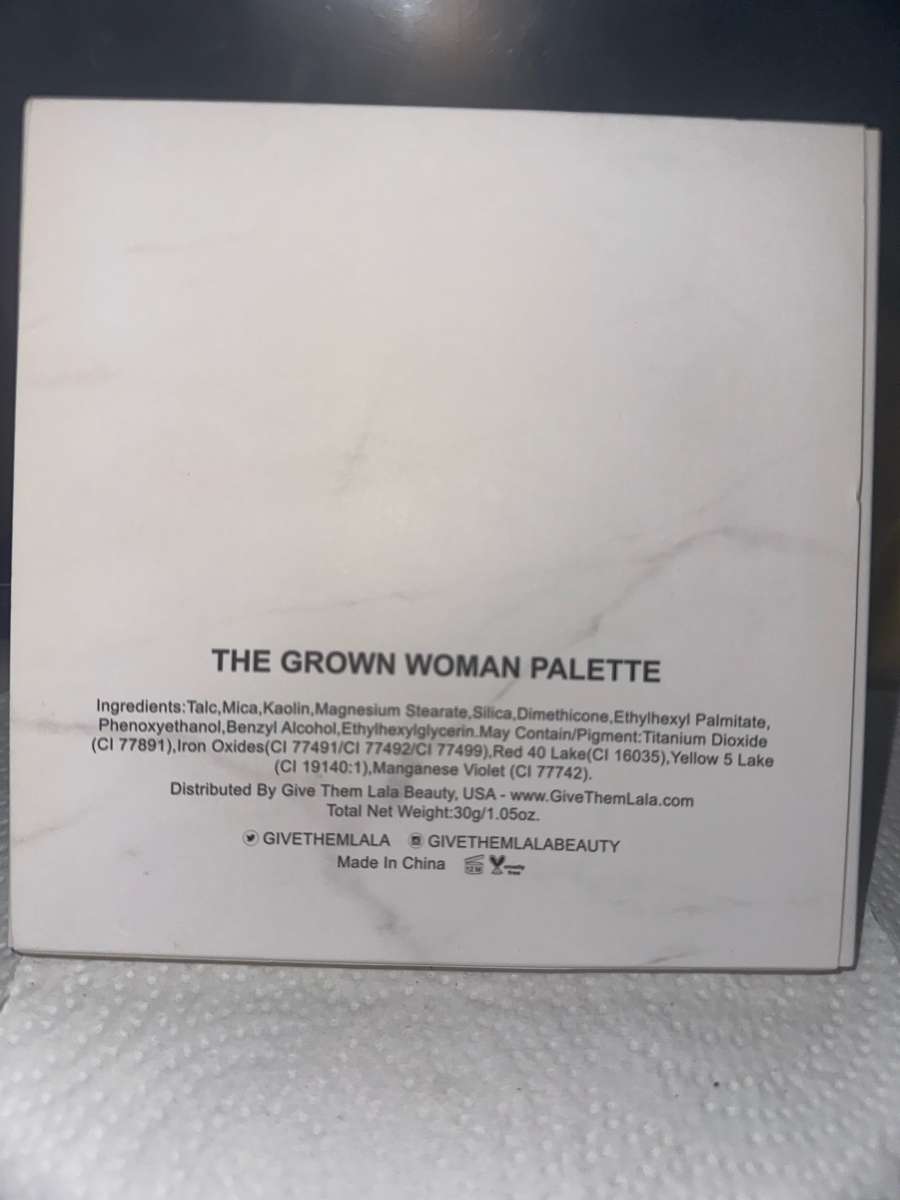 THE GROWN WOMAN PALETTE
Ingredients:Talc,Mica,Kaolin,Magnesium Stearate,Silica,Dimethicone,Ethylhexyl Palmitate,
Phenoxyethanol,Benzyl Alcohol,Ethylhexylglycerin.May Contain/Pigment:Titanium Dioxide
(CI 77891),Iron Oxides(CI 77491/CI 77492/CI 77499),Red 40 Lake(CI 16035),Yellow 5 Lake
(CI 19140:1),Manganese Violet (CI 77742).
Distributed By Give Them Lala Beauty, USA - www.GiveThemLala.com
Total Net Weight:30g/1.05oz.
GIVETHEMLALA GIVETHEMLALABEAUTY
Made In China 12 M cruelty free